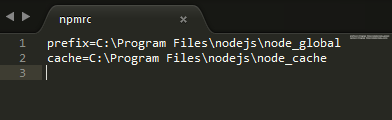 npmrc
1 prefix=C:\Program Files\nodejs\node_global
2 cache=C:\Program Files\nodejs\node_cache
3